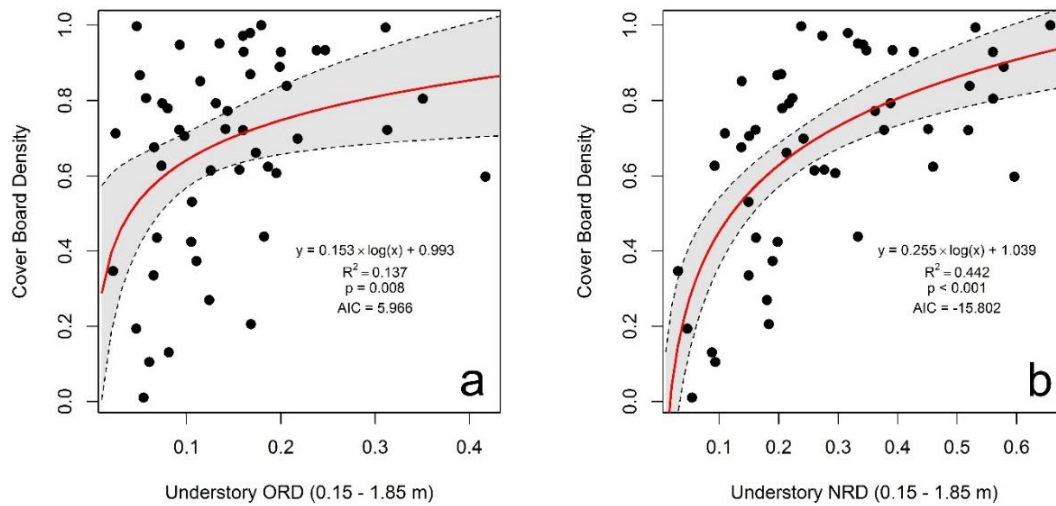 Cover Board Density
1.0
0.8
0.6
0.4
0.2
0.0
y = 0.153 × log(x) + 0.993
R² = 0.137
p = 0.008
AIC = 5.966
a
0.1 0.2 0.3 0.4
Understory ORD (0.15 - 1.85 m)
Cover Board Density
1.0
0.8
0.6
0.4
0.2
0.0
y = 0.255 × log(x) + 1.039
R² = 0.442
p < 0.001
AIC = -15.802
b
0.1 0.2 0.3 0.4 0.5 0.6
Understory NRD (0.15 - 1.85 m)